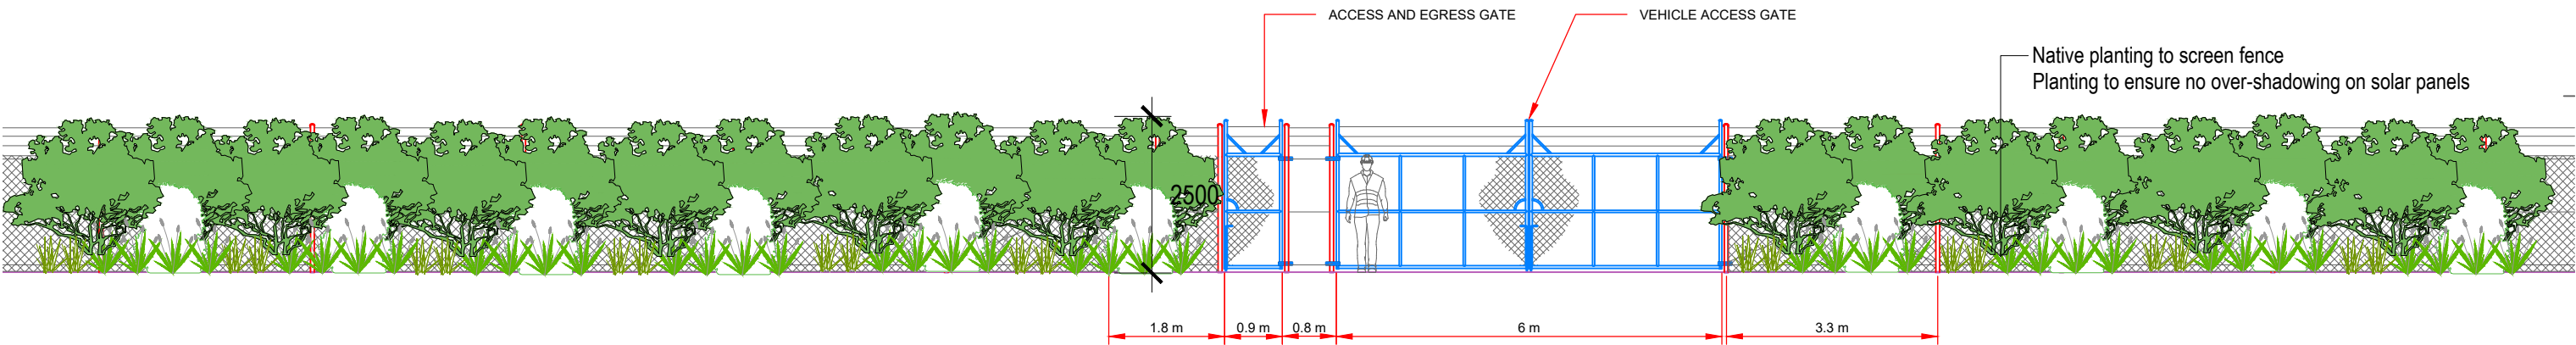 ACCESS AND EGRESS GATE
VEHICLE ACCESS GATE
Native planting to screen fence
Planting to ensure no over-shadowing on solar panels
2500
1.8 m
0.9 m
0.8 m
6 m
3.3 m